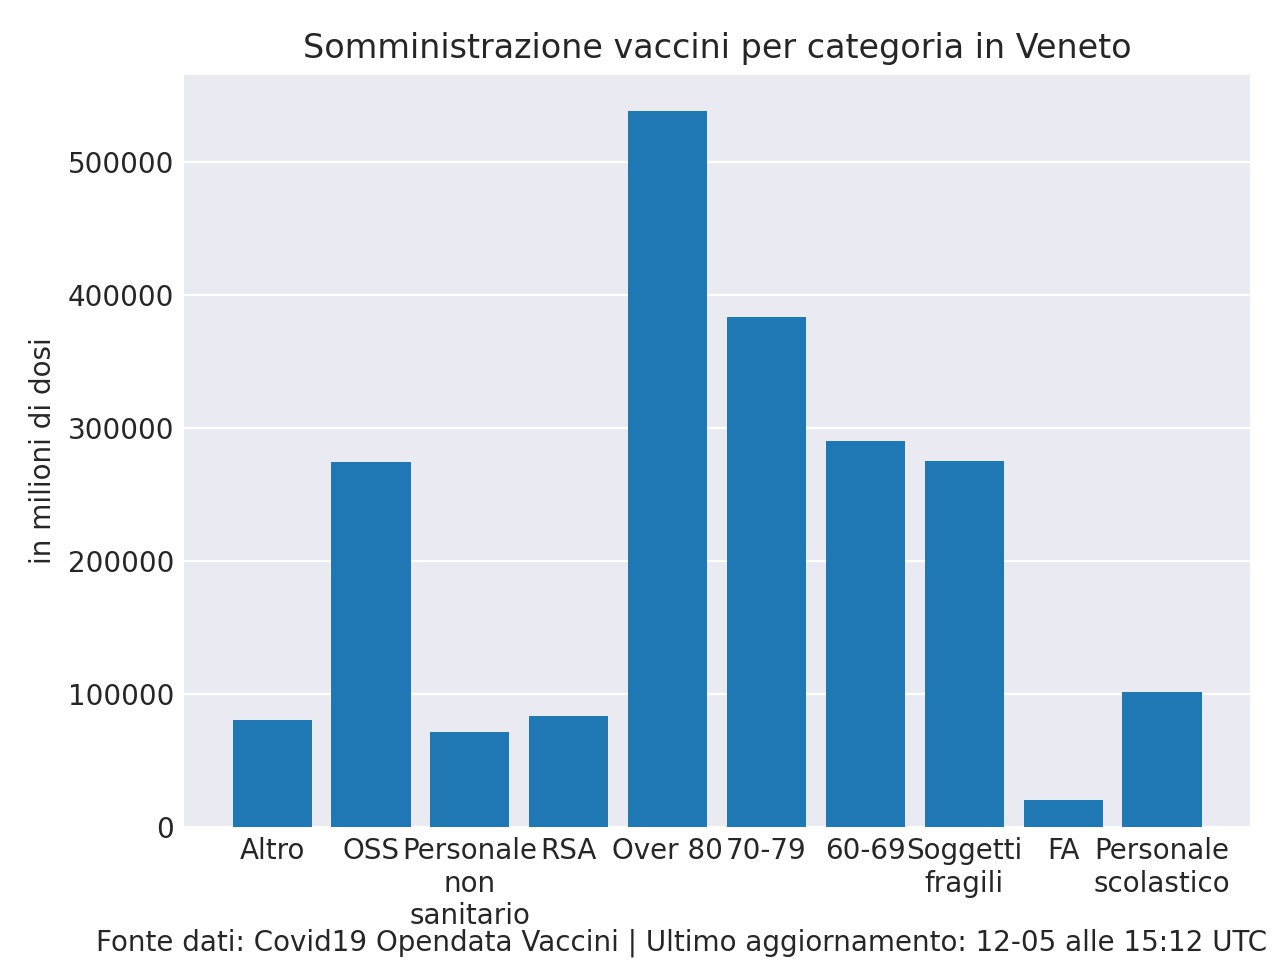 Somministrazione vaccini per categoria in Veneto
in milioni di dosi
500000
400000
300000
200000
100000
0
Altro
OSS
Personale
non
sanitario
RSA
Over 80
70-79
60-69
Soggetti
fragili
FA
Personale
scolastico
Fonte dati: Covid19 Opendata Vaccini | Ultimo aggiornamento: 12-05 alle 15:12 UTC